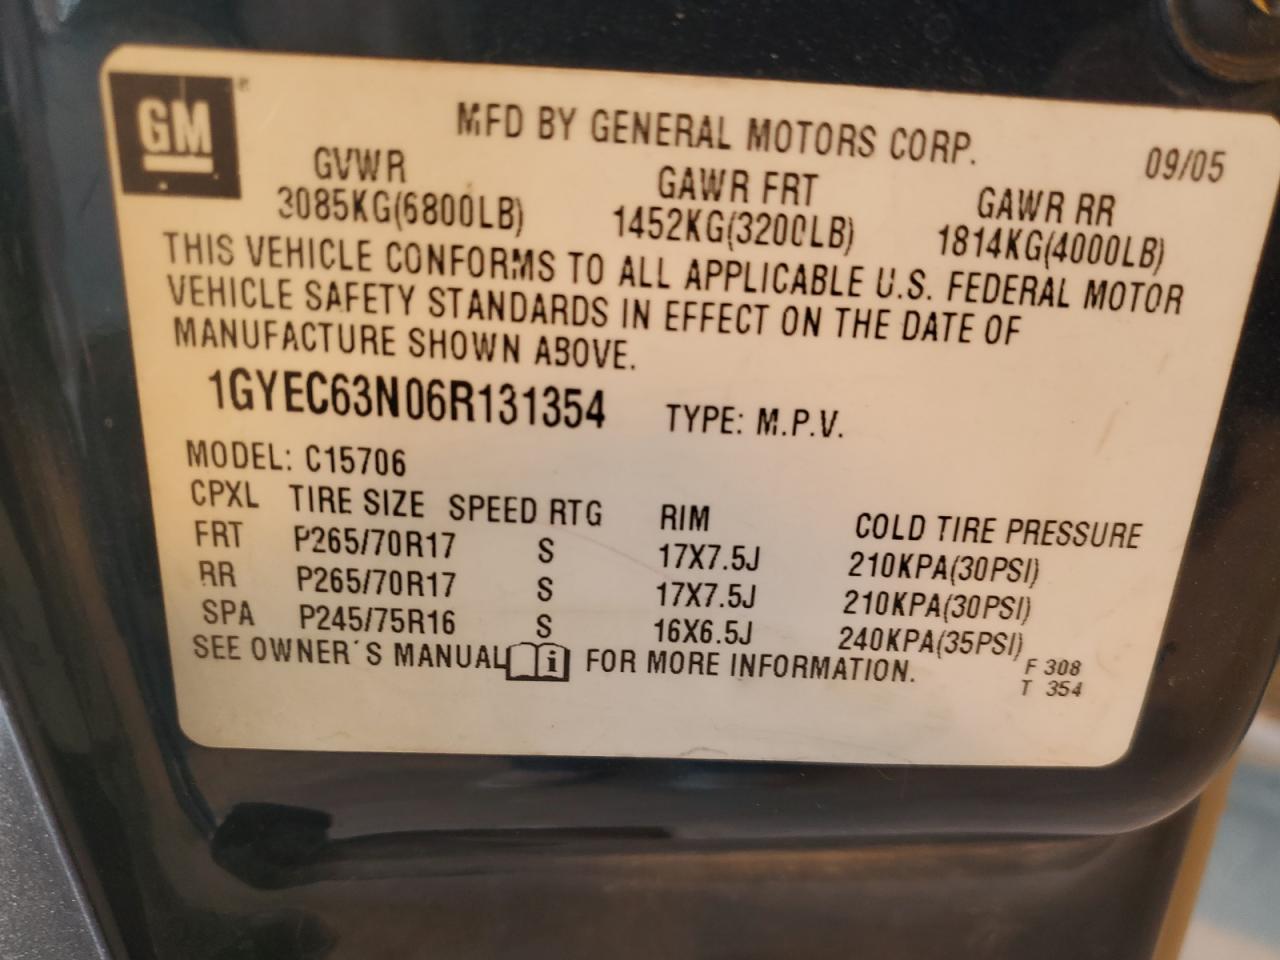 GM
MFD BY GENERAL MOTORS CORP. 09/05
GVWR GAWR FRT GAWR RR
3085KG(6800LB) 1452KG(3200LB) 1814KG(4000LB)
THIS VEHICLE CONFORMS TO ALL APPLICABLE U.S. FEDERAL MOTOR
VEHICLE SAFETY STANDARDS IN EFFECT ON THE DATE OF
MANUFACTURE SHOWN ABOVE.
1GYEC63N06R131354 TYPE: M.P.V.
MODEL: C15706
CPXL TIRE SIZE SPEED RTG RIM COLD TIRE PRESSURE
FRT P265/70R17 S 17X7.5J 210KPA(30PSI)
RR P265/70R17 S 17X7.5J 210KPA(30PSI)
SPA P245/75R16 S 16X6.5J 240KPA(35PSI)
SEE OWNER'S MANUAL i FOR MORE INFORMATION.
F 308
T 354